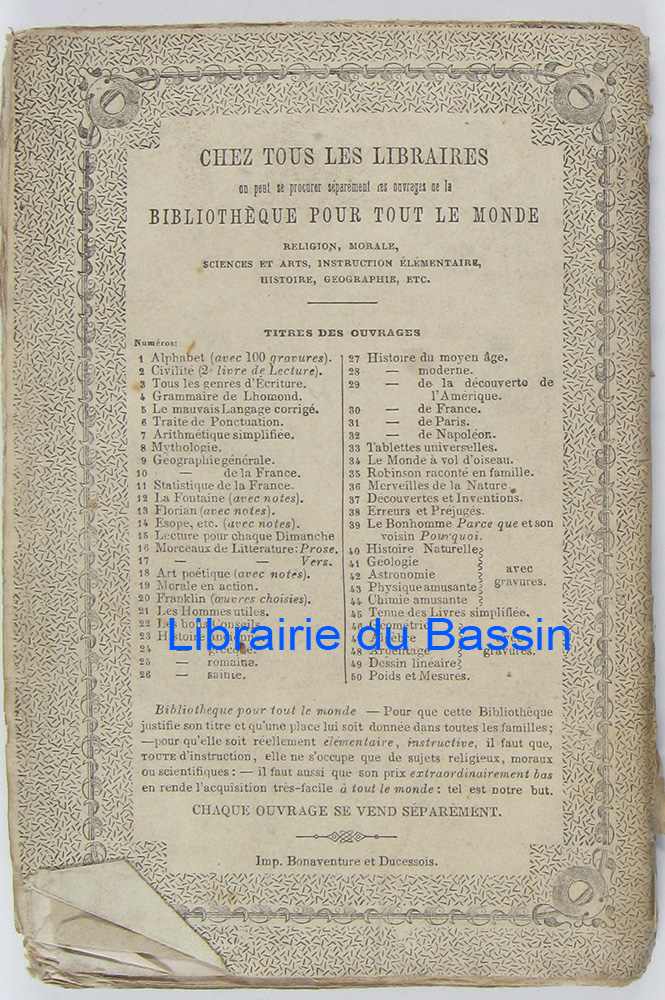 CHEZ TOUS LES LIBRAIRES
on peut se procurer séparément les ouvrages de la
BIBLIOTHÈQUE POUR TOUT LE MONDE
RELIGION, MORALE,
SCIENCES ET ARTS, INSTRUCTION ÉLÉMENTAIRE,
HISTOIRE, GEOGRAPHIE, ETC.
TITRES DES OUVRAGES
Numéros:
1 Alphabet (avec 100 gravures).
2 Civilité (2e livre de Lecture).
3 Tous les genres d'Écriture.
4 Grammaire de Lhomond.
5 Le mauvais Langage corrigé.
6 Traite de Ponctuation.
7 Arithmétique simplifiée.
8 Mythologie.
9 Géographie générale.
10 — de la France.
11 Statistique de la France.
12 La Fontaine (avec notes).
13 Florian (avec notes).
14 Esope, etc. (avec notes).
15 Lecture pour chaque Dimanche
16 Morceaux de Littérature: Prose.
17 — — Vers.
18 Art poétique (avec notes).
19 Morale en action.
20 Franklin (œuvres choisies).
21 Les Hommes utiles.
22 Les bons Conseils.
23 Histoire ancienne.
24 — grecque.
25 — romaine.
26 — sainte.
27 Histoire du moyen âge.
28 — moderne.
29 — de la découverte de
l'Amérique.
30 — de France.
31 — de Paris.
32 — de Napoléon.
33 Tablettes universelles.
34 Le Monde à vol d'oiseau.
35 Robinson raconté en famille.
36 Merveilles de la Nature.
37 Découvertes et Inventions.
38 Erreurs et Préjugés.
39 Le Bonhomme Parce que et son
voisin Pourquoi.
40 Histoire Naturelle
41 Géologie
42 Astronomie
43 Physique amusante
44 Chimie amusante
avec
gravures.
45 Tenue des Livres simplifiée.
46 Géométrie
Algèbre
48 Arpentage
49 Dessin linéaire
gravures.
50 Poids et Mesures.
Librairie du Bassin
Bibliothèque pour tout le monde — Pour que cette Bibliothèque
justifie son titre et qu'une place lui soit donnée dans toutes les familles;
—pour qu'elle soit réellement élémentaire, instructive, il faut que,
TOUTE d'instruction, elle ne s'occupe que de sujets religieux, moraux
ou scientifiques : — il faut aussi que son prix extraordinairement bas
en rende l'acquisition très-facile à tout le monde : tel est notre but.
CHAQUE OUVRAGE SE VEND SÉPARÉMENT.
Imp. Bonaventure et Ducessois.